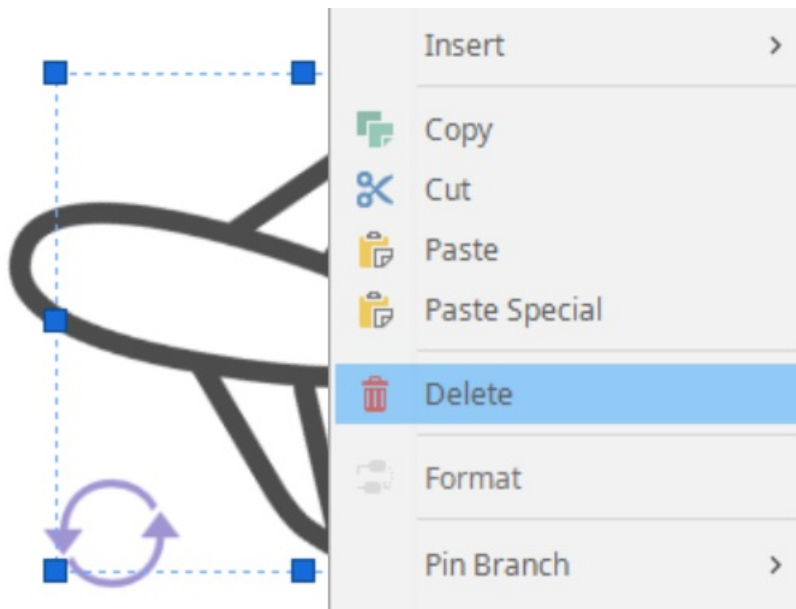 Insert
Copy
Cut
Paste
Paste Special
Delete
Format
Pin Branch